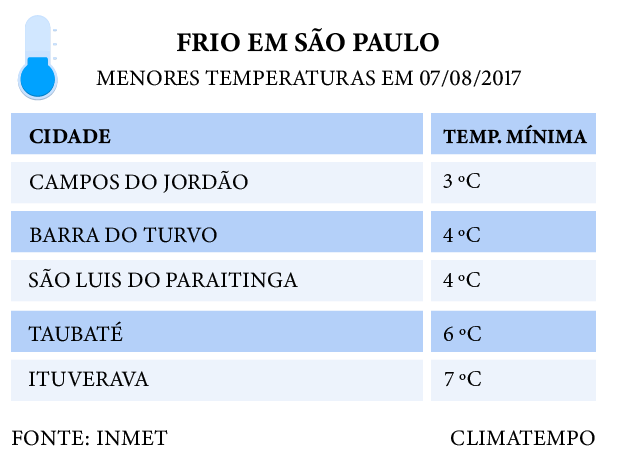 FRIO EM SÃO PAULO
MENORES TEMPERATURAS EM 07/08/2017
CIDADE TEMP. MÍNIMA
CAMPOS DO JORDÃO 3 ºC
BARRA DO TURVO 4 ºC
SÃO LUIS DO PARAITINGA 4 ºC
TAUBATÉ 6 ºC
ITUVERAVA 7 ºC
FONTE: INMET CLIMATEMPO